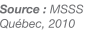 Source : MSSS
Québec, 2010